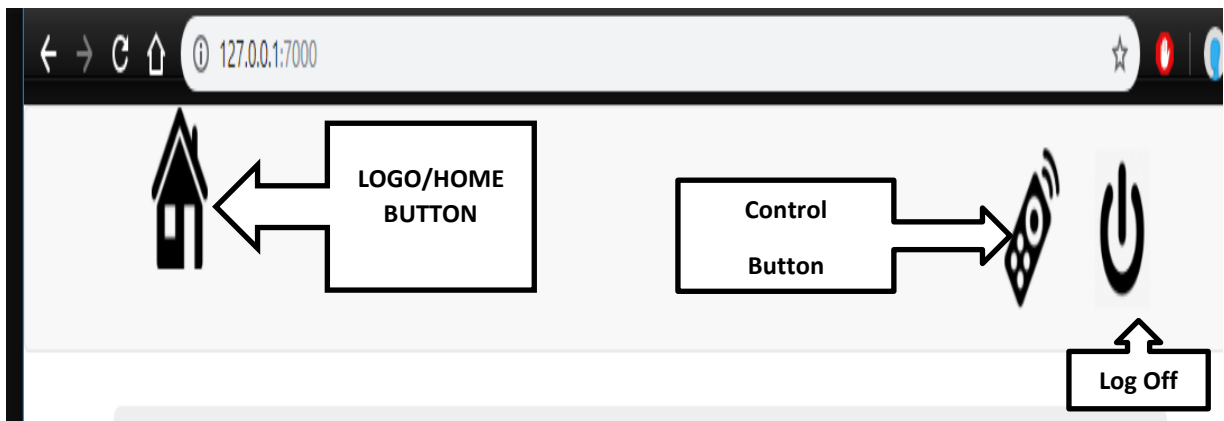 127.0.0.1:7000
LOGO/HOME
BUTTON
Control
Button
Log Off